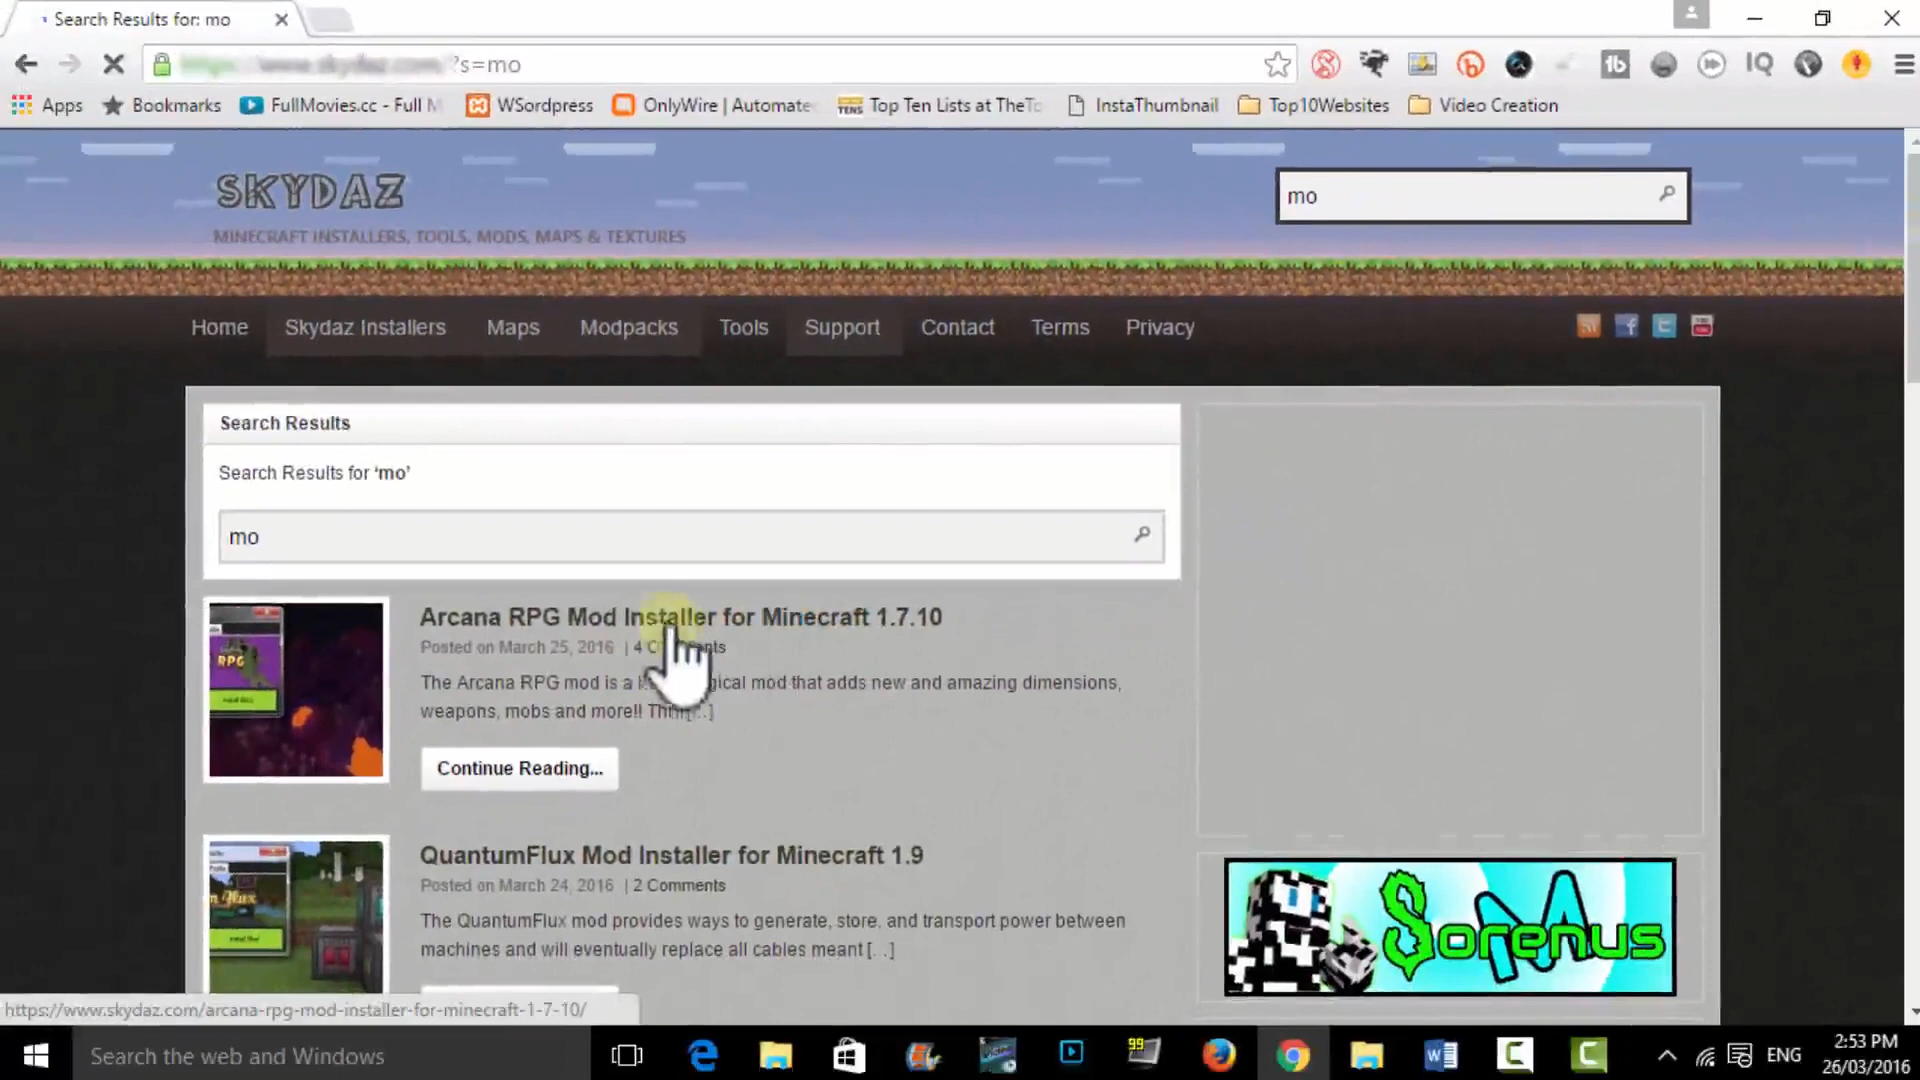 Search Results for: mo
?s=mo
Apps Bookmarks FullMovies.cc - Full M WSordpress OnlyWire | Automate Top Ten Lists at TheTo InstaThumbnail Top10Websites Video Creation
SKYDAZ
MINECRAFT INSTALLERS, TOOLS, MODS, MAPS & TEXTURES
mo
Home Skydaz Installers Maps Modpacks Tools Support Contact Terms Privacy
Search Results
Search Results for ‘mo’
mo
Arcana RPG Mod Installer for Minecraft 1.7.10
Posted on March 25, 2016 | 4
The Arcana RPG mod is a mod that adds new and amazing dimensions,
weapons, mobs and more!!
Continue Reading...
RPG
QuantumFlux Mod Installer for Minecraft 1.9
Posted on March 24, 2016 | 2 Comments
The QuantumFlux mod provides ways to generate, store, and transport power between
machines and will eventually replace all cables meant [...]
Sorenus
M
https://www.skydaz.com/arcana-rpg-mod-installer-for-minecraft-1-7-10/
Search the web and Windows
99
ENG
2:53 PM
26/03/2016